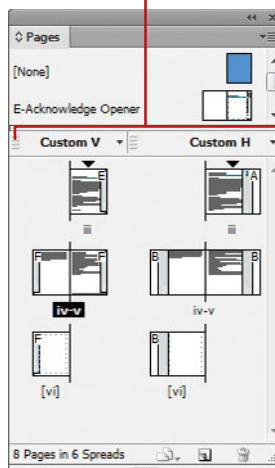 Pages
[None]
E-Acknowledge Opener
Custom V Custom H
E A
iii iii
F F B B
iv-v iv-v
F B
[vi] [vi]
8 Pages in 6 Spreads